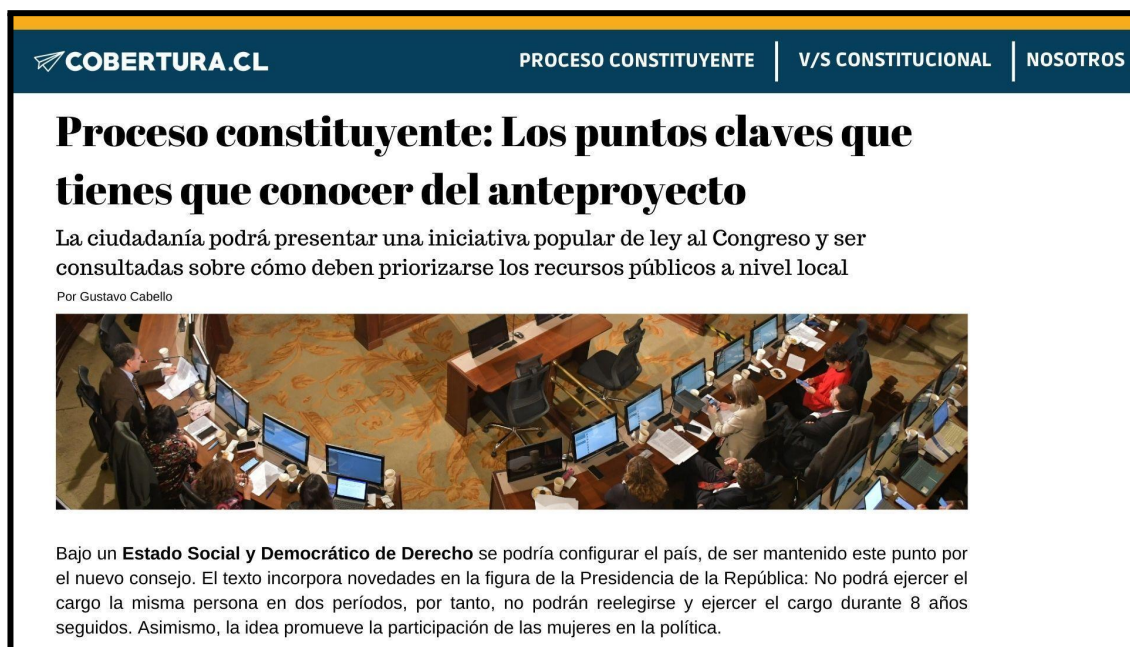 COBERTURA.CL
PROCESO CONSTITUYENTE
V/S CONSTITUCIONAL
NOSOTROS
Proceso constituyente: Los puntos claves que
tienes que conocer del anteproyecto
La ciudadanía podrá presentar una iniciativa popular de ley al Congreso y ser
consultadas sobre cómo deben priorizarse los recursos públicos a nivel local
Por Gustavo Cabello
Bajo un Estado Social y Democrático de Derecho se podría configurar el país, de ser mantenido este punto por
el nuevo consejo. El texto incorpora novedades en la figura de la Presidencia de la República: No podrá ejercer el
cargo la misma persona en dos períodos, por tanto, no podrán reelegirse y ejercer el cargo durante 8 años
seguidos. Asimismo, la idea promueve la participación de las mujeres en la política.